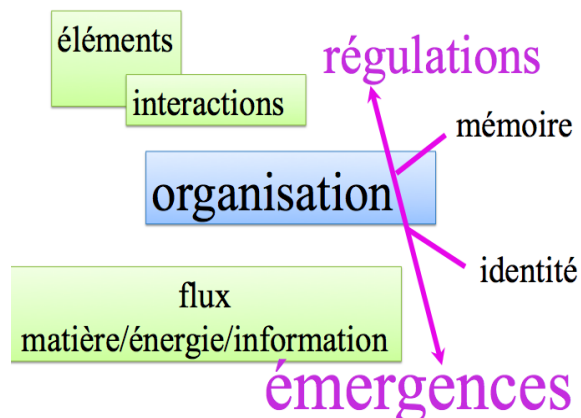 éléments
régulations
interactions
mémoire
organisation
identité
flux
matière/énergie/information
émergences